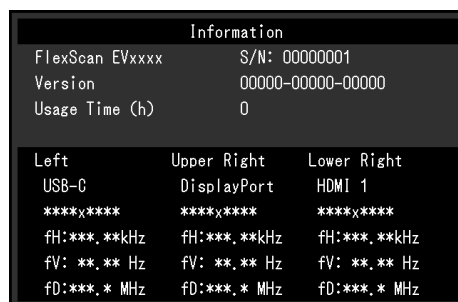 Information
FlexScan EVxxxx S/N: 00000001
Version 00000-00000-00000
Usage Time (h) 0
Left Upper Right Lower Right
USB-C DisplayPort HDMI 1
****x**** ****x**** ****x****
fH:***.**kHz fH:***.**kHz fH:***.**kHz
fV: **.** Hz fV: **.** Hz fV: **.** Hz
fD:***.* MHz fD:***.* MHz fD:***.* MHz